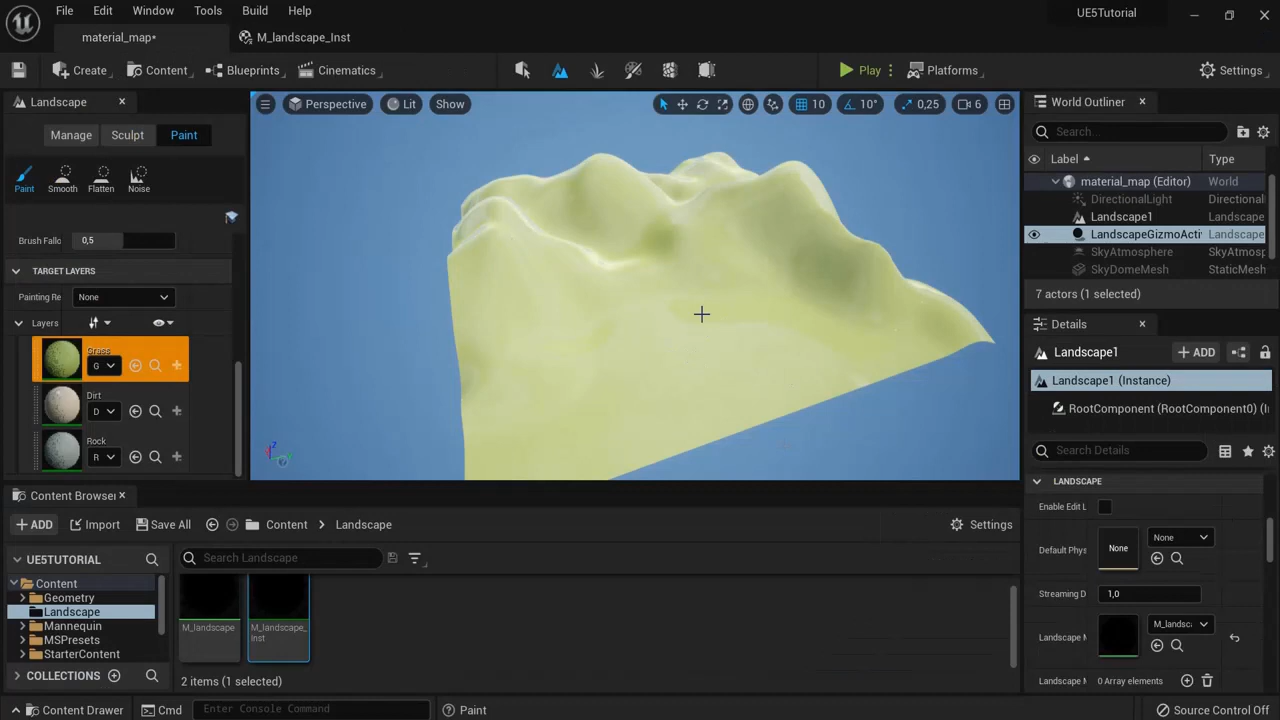 File Edit Window Tools Build Help
UE5Tutorial
material_map*
M_landscape_Inst
Create
Content
Blueprints
Cinematics
Play
Platforms
Settings
Landscape
Manage
Sculpt
Paint
Paint
Smooth
Flatten
Noise
Brush Fallo
0,5
TARGET LAYERS
Painting Re
None
Layers
Grass
G
Dirt
D
Rock
R
Perspective
Lit
Show
10
10°
0,25
6
World Outliner
Search...
Label
Type
material_map (Editor)
World
DirectionalLight
Directional
Landscape1
Landscape
LandscapeGizmoActi
Landscape
SkyAtmosphere
SkyAtmos
SkyDomeMesh
StaticMes
7 actors (1 selected)
Details
Landscape1
+ ADD
Landscape1 (Instance)
RootComponent (RootComponent0) (I
Search Details
LANDSCAPE
Enable Edit L
Default Phys
None
None
Streaming D
1,0
Landscape M
M_landsca
Landscape M
0 Array elements
Content Browser
+ ADD
Import
Save All
Content
Landscape
Settings
UE5TUTORIAL
Content
Geometry
Landscape
Mannequin
MSPresets
StarterContent
COLLECTIONS
Search Landscape
M_landscape
M_landscape_
Inst
2 items (1 selected)
Content Drawer
Cmd
Enter Console Command
Paint
Source Control Off